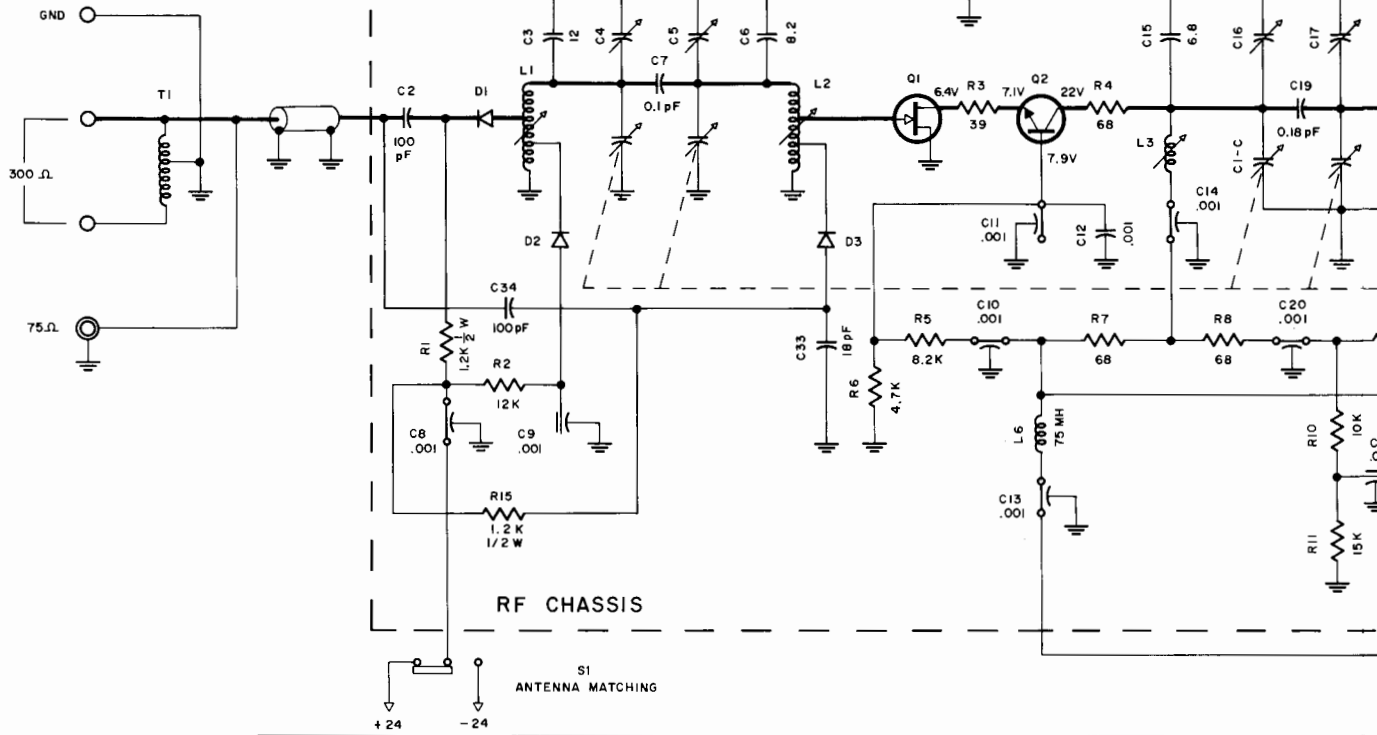 GND
T1
300 Ω
75Ω
C2
100
pF
D1
L1
C3
12
C4
C5
C6
8.2
C7
0.1 pF
L2
Q1
6.4V
R3
39
7.1V
Q2
22V
R4
68
7.9V
C15
6.8
C16
C17
C19
0.18 pF
L3
C1-C
C14
.001
C11
.001
C12
.001
D2
D3
C34
100pF
R1
1.2K ½ W
R2
12K
C33
18 pF
C8
.001
C9
.001
R15
1.2 K
1/2 W
R5
8.2K
C10
.001
R7
68
R8
68
C20
.001
R6
4.7K
L6
75 MH
C13
.001
R10
10K
R11
15K
RF CHASSIS
S1
ANTENNA MATCHING
+24
-24